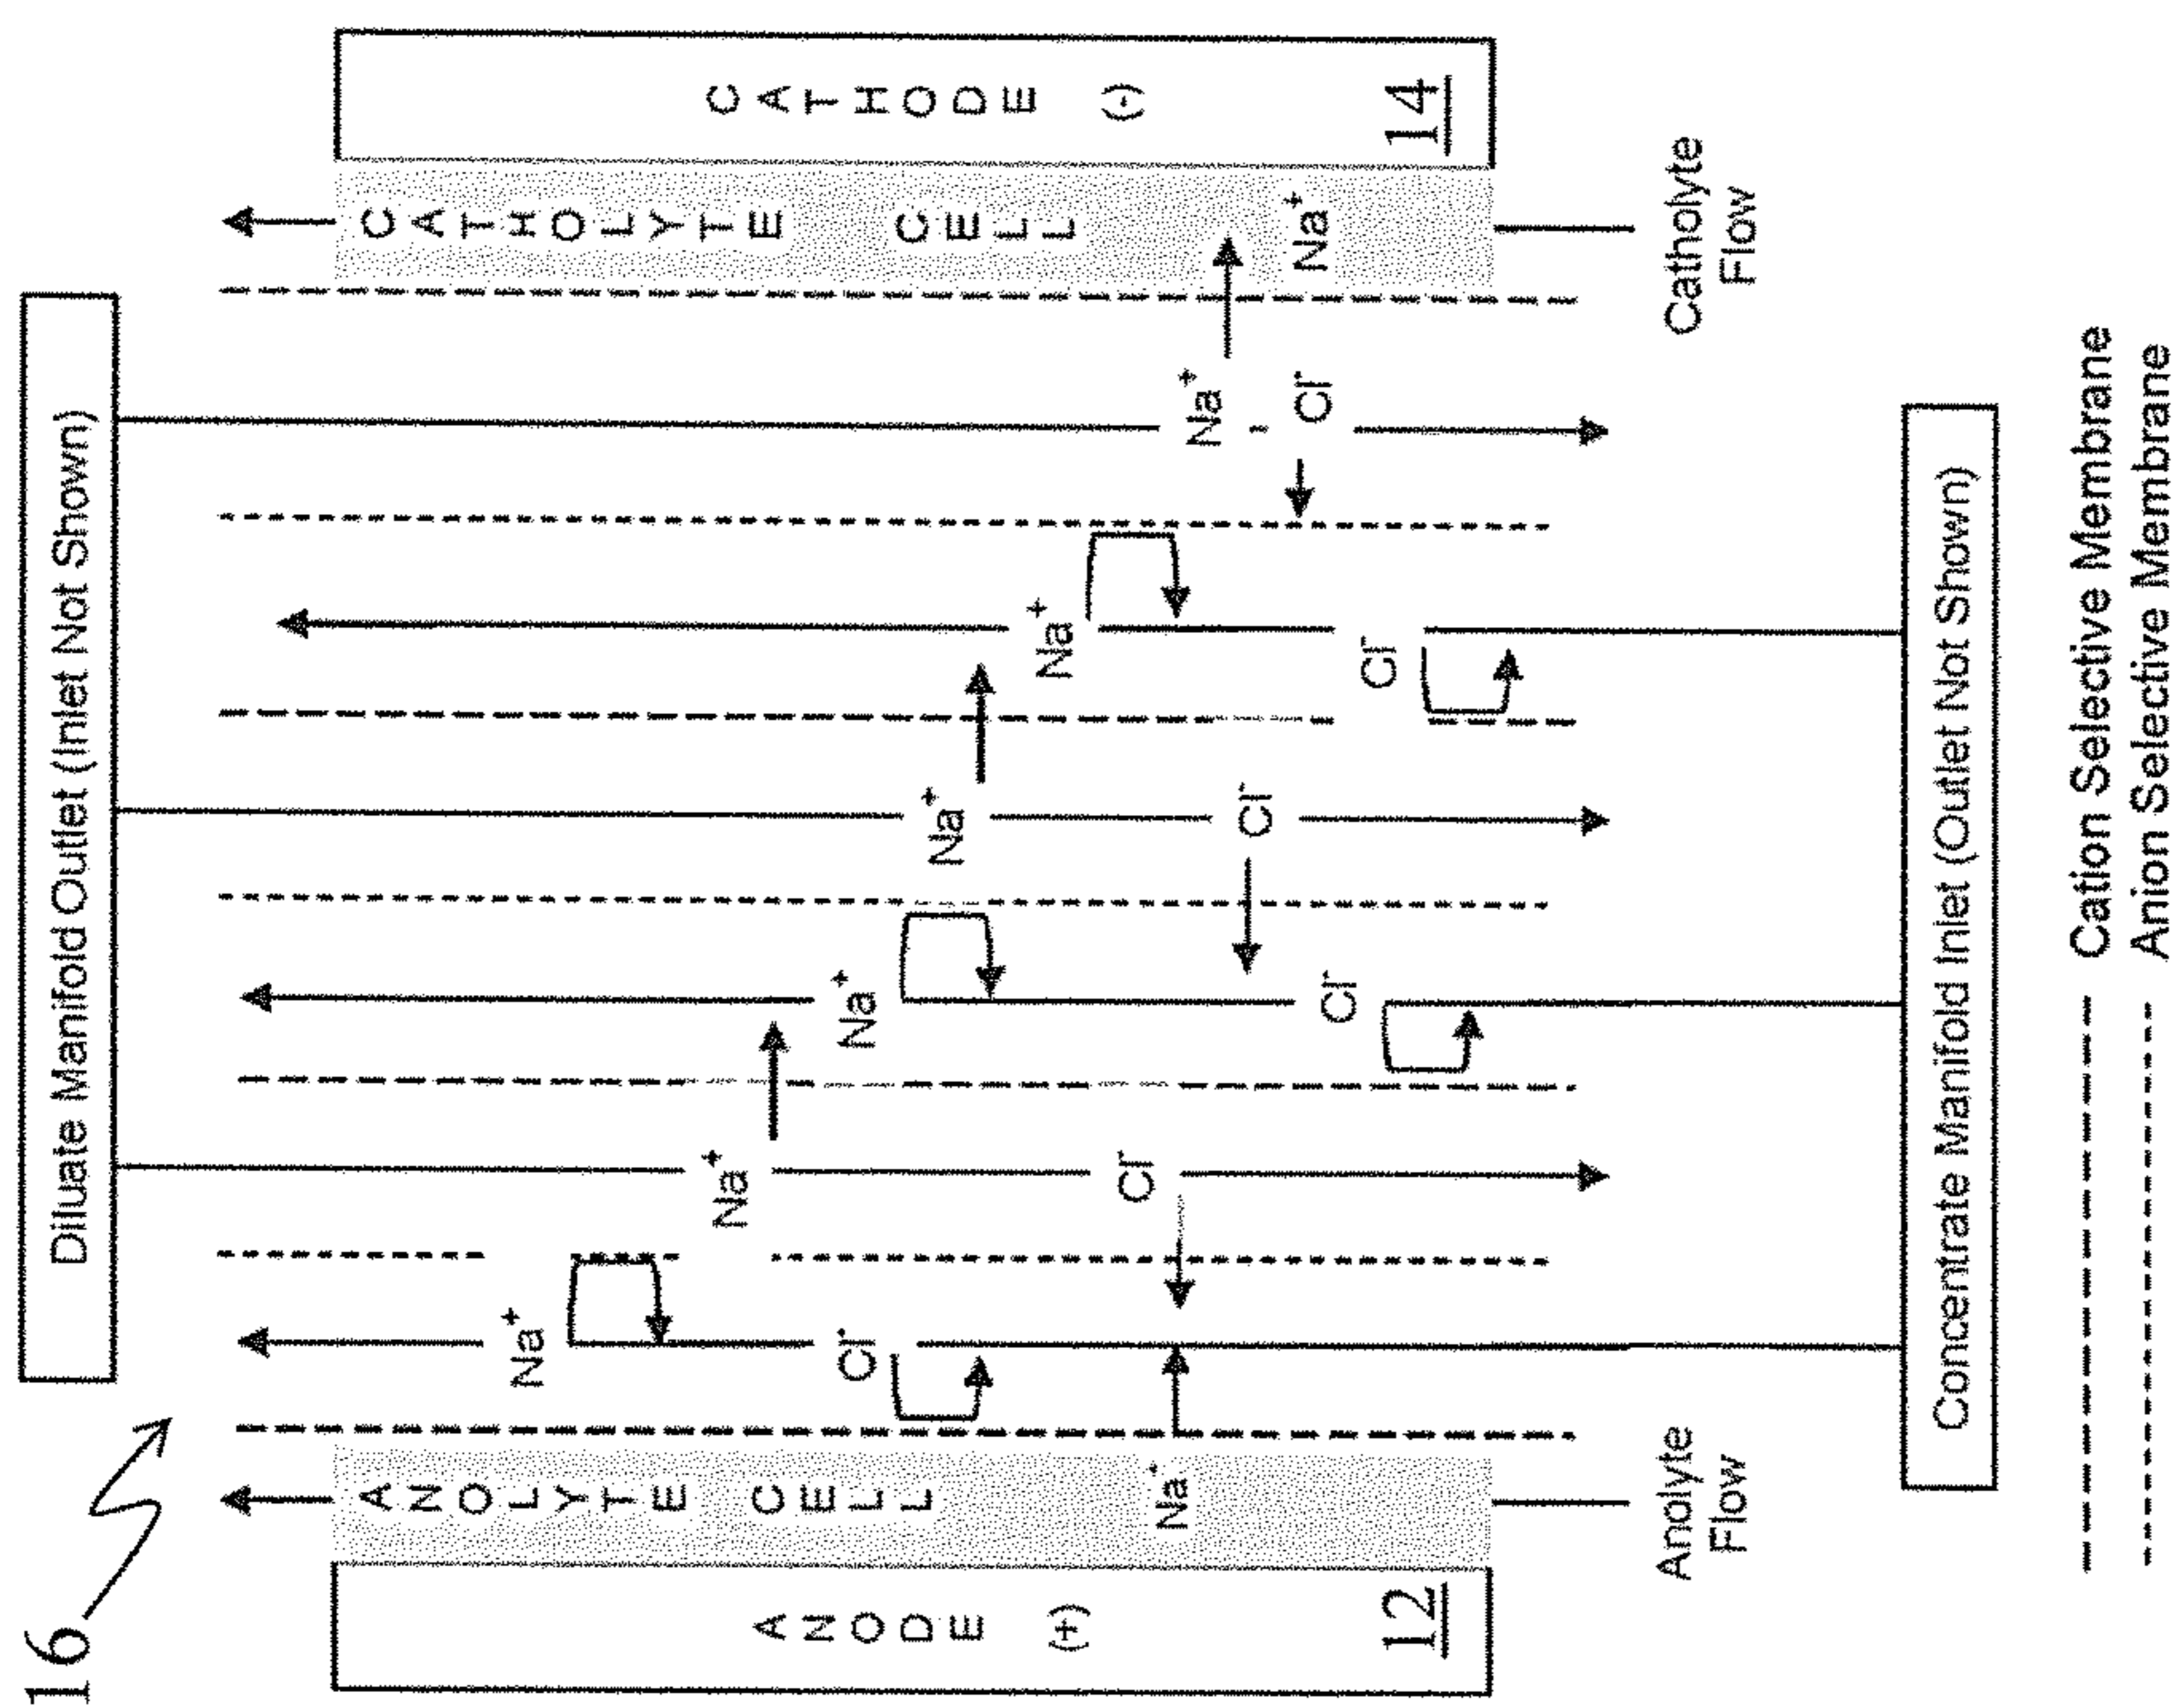 16
Diluate Manifold Outlet (Inlet Not Shown)
ANODE (+)
12
ANOLYTE CELL
Na⁺
Na⁺
Cl⁻
Na⁺
Cl⁻
Na⁺
Cl⁻
Na⁺
Cl⁻
Na⁺
Cl⁻
Na⁺
Cl⁻
CATHOLYTE CELL
Na⁺
CATHODE (-)
14
Anolyte
Flow
Catholyte
Flow
Concentrate Manifold Inlet (Outlet Not Shown)
Cation Selective Membrane
Anion Selective Membrane